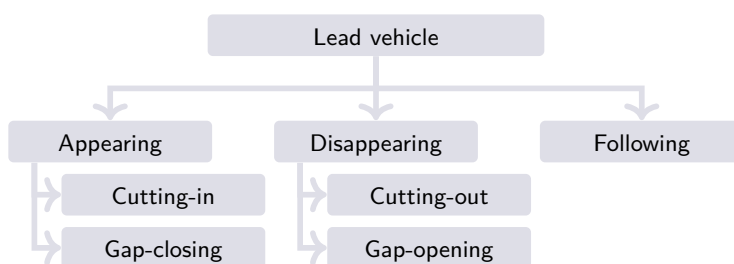 Lead vehicle
Appearing
Disappearing
Following
Cutting-in
Cutting-out
Gap-closing
Gap-opening